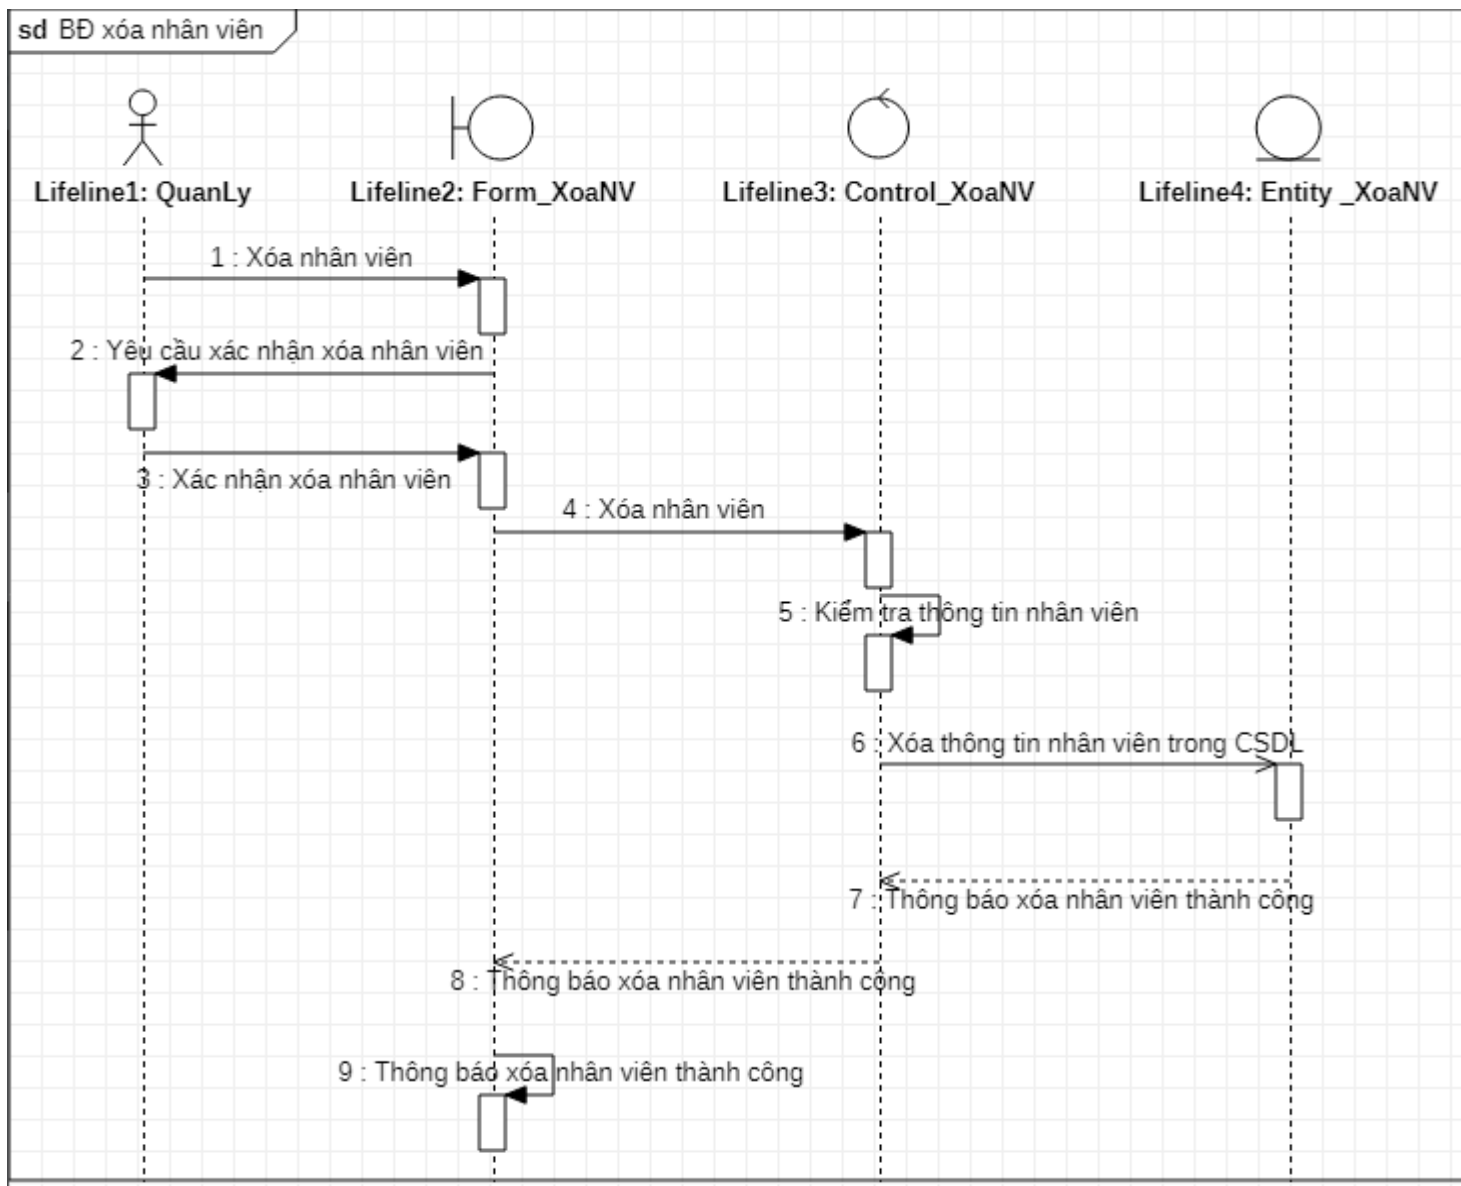 sd BĐ xóa nhân viên
Lifeline1: QuanLy
Lifeline2: Form_XoaNV
Lifeline3: Control_XoaNV
Lifeline4: Entity _XoaNV
1 : Xóa nhân viên
2 : Yêu cầu xác nhận xóa nhân viên
3 : Xác nhận xóa nhân viên
4 : Xóa nhân viên
5 : Kiểm tra thông tin nhân viên
6 : Xóa thông tin nhân viên trong CSDL
7 : Thông báo xóa nhân viên thành công
8 : Thông báo xóa nhân viên thành công
9 : Thông báo xóa nhân viên thành công